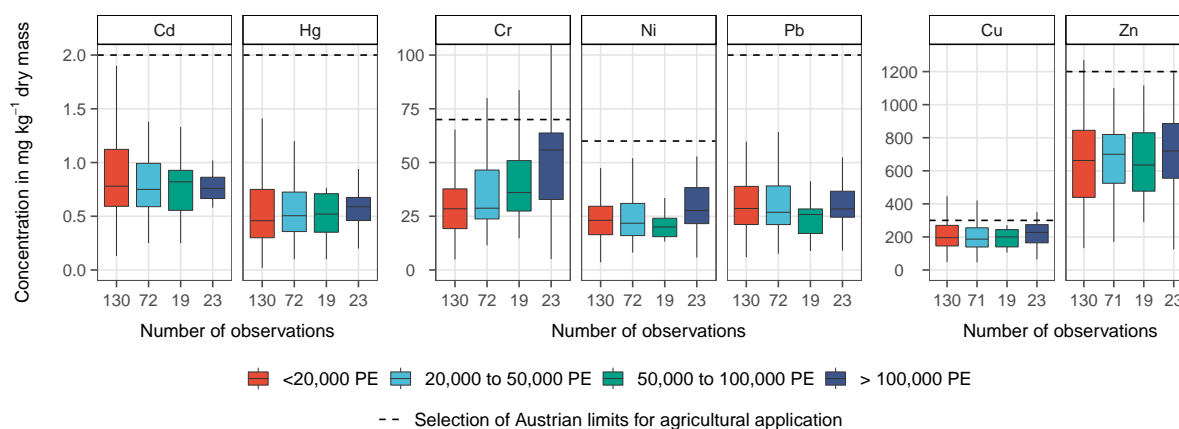 Cd
Hg
Cr
Ni
Pb
Cu
Zn
Concentration in mg kg⁻¹ dry mass
2.0
1.5
1.0
0.5
0.0
100
75
50
25
0
1200
1000
800
600
400
200
0
130 72 19 23
130 72 19 23
130 72 19 23
130 72 19 23
130 72 19 23
130 71 19 23
130 72 19 23
Number of observations
Number of observations
Number of observations
<20,000 PE 20,000 to 50,000 PE 50,000 to 100,000 PE > 100,000 PE
Selection of Austrian limits for agricultural application